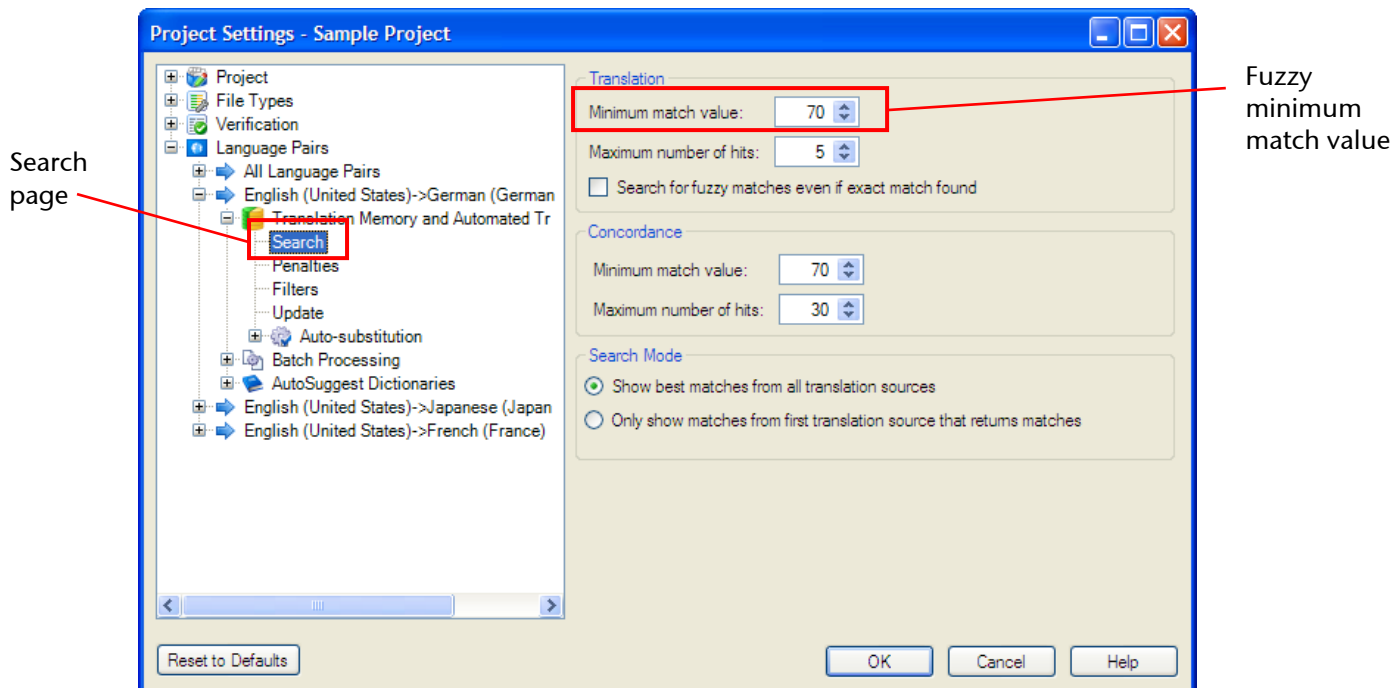 Project Settings - Sample Project
Project
File Types
Verification
Language Pairs
All Language Pairs
English (United States)->German (German
Translation Memory and Automated Tr
Search
Penalties
Filters
Update
Auto-substitution
Batch Processing
AutoSuggest Dictionaries
English (United States)->Japanese (Japan
English (United States)->French (France)
Translation
Minimum match value: 70
Maximum number of hits: 5
Search for fuzzy matches even if exact match found
Concordance
Minimum match value: 70
Maximum number of hits: 30
Search Mode
Show best matches from all translation sources
Only show matches from first translation source that returns matches
Reset to Defaults
OK
Cancel
Help
Search
page
Fuzzy
minimum
match value